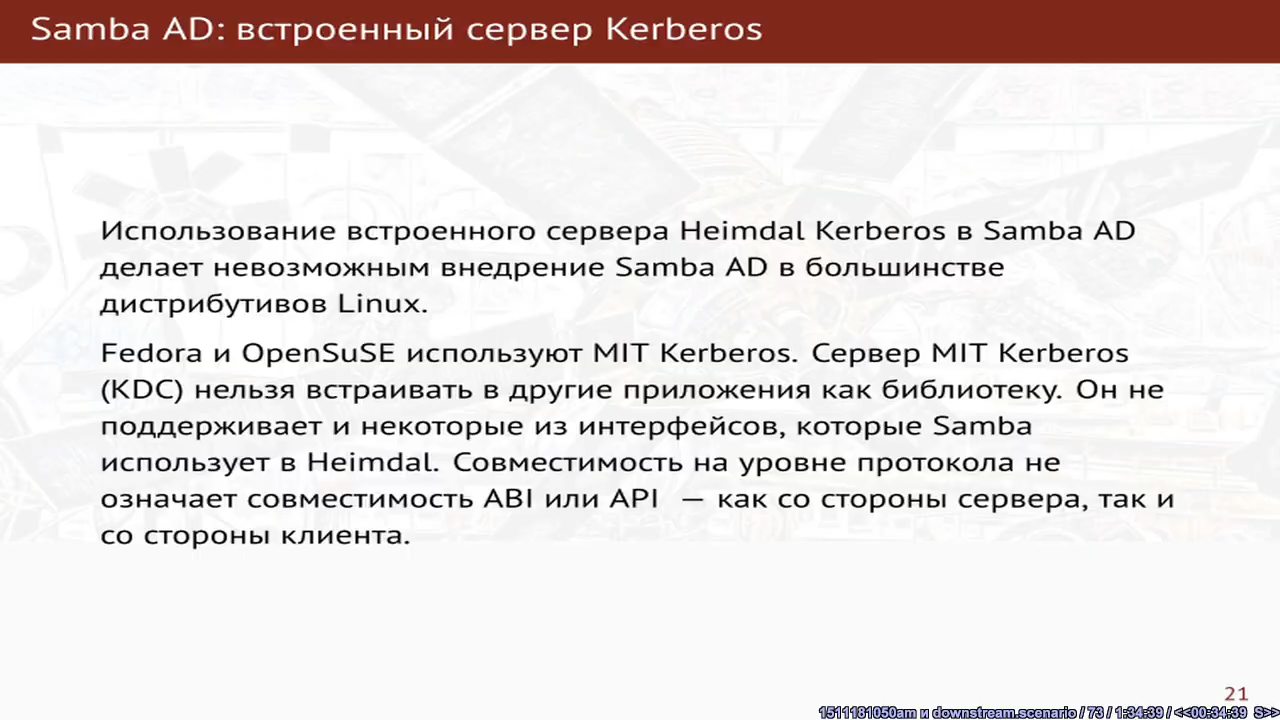 Samba AD: встроенный сервер Kerberos
Использование встроенного сервера Heimdal Kerberos в Samba AD
делает невозможным внедрение Samba AD в большинстве
дистрибутивов Linux.
Fedora и OpenSuSE используют MIT Kerberos. Сервер MIT Kerberos
(KDC) нельзя встраивать в другие приложения как библиотеку. Он не
поддерживает и некоторые из интерфейсов, которые Samba
использует в Heimdal. Совместимость на уровне протокола не
означает совместимость ABI или API — как со стороны сервера, так и
со стороны клиента.
21
1511181050am и downstream.scenario / 73 / 1:34:39 / <<00:34:39 S>>